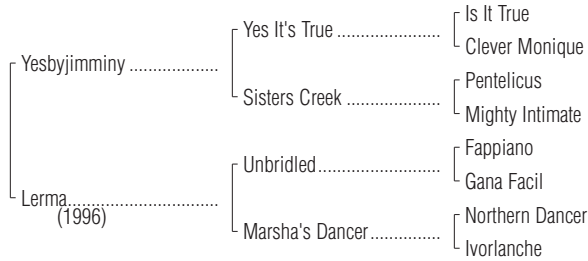 Is It True
Yes It's True ..................
Clever Monique
Yesbyjimminy ...............
Pentelicus
Sisters Creek ................
Mighty Intimate
Fappiano
Unbridled.....................
Gana Facil
Lerma..........................
(1996)
Northern Dancer
Marsha's Dancer............
Ivorlanche